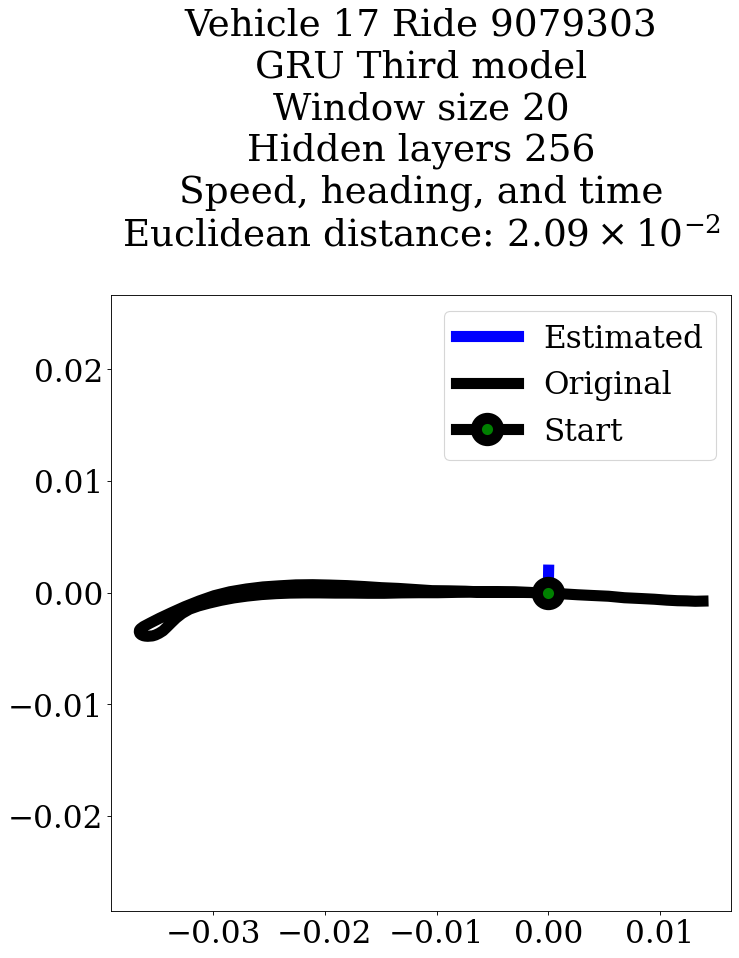 Vehicle 17 Ride 9079303
GRU Third model
Window size 20
Hidden layers 256
Speed, heading, and time
Euclidean distance: 2.09 × 10⁻²
Estimated
Original
Start
0.02
0.01
0.00
−0.01
−0.02
−0.03 −0.02 −0.01 0.00 0.01